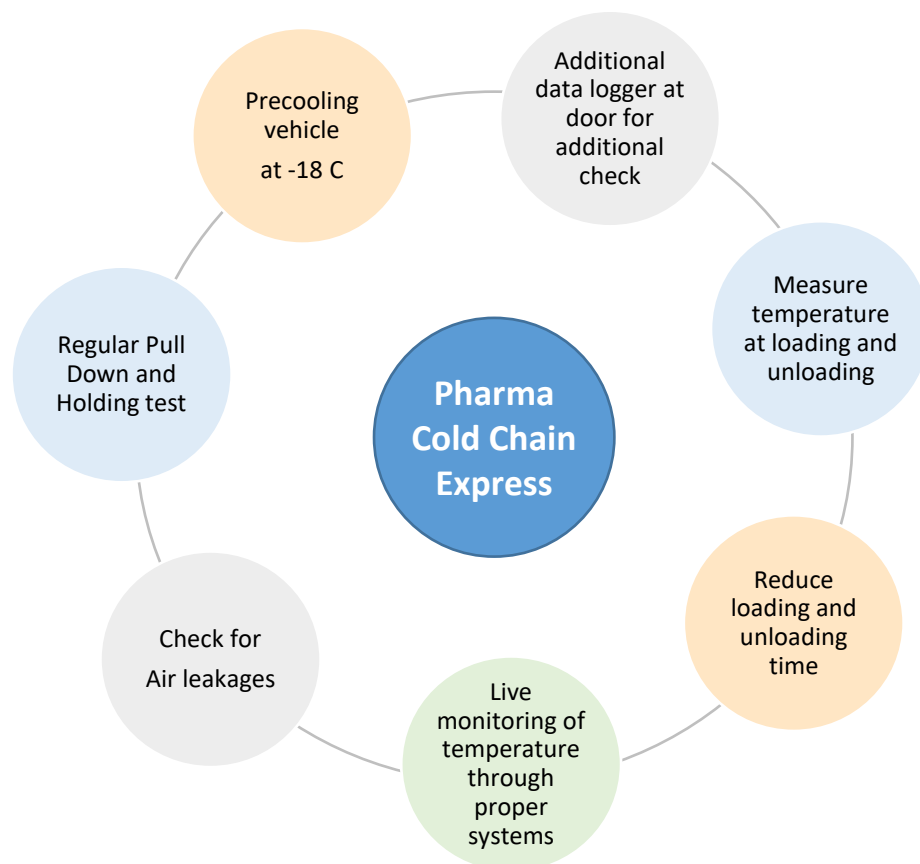 Additional
data logger at
door for
additional
check
Precooling
vehicle
at -18 C
Measure
temperature
at loading and
unloading
Regular Pull
Down and
Holding test
Pharma
Cold Chain
Express
Reduce
loading and
unloading
time
Check for
Air leakages
Live
monitoring of
temperature
through
proper
systems